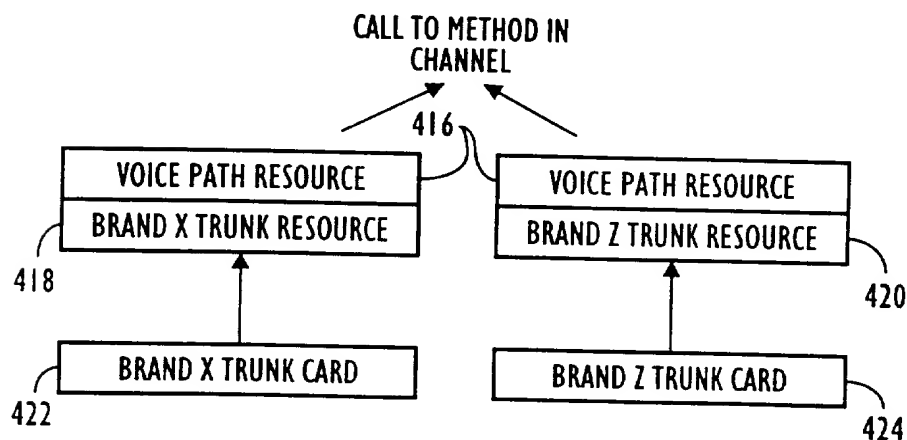 CALL TO METHOD IN
CHANNEL
416
VOICE PATH RESOURCE
VOICE PATH RESOURCE
BRAND X TRUNK RESOURCE
BRAND Z TRUNK RESOURCE
418
420
BRAND X TRUNK CARD
BRAND Z TRUNK CARD
422
424